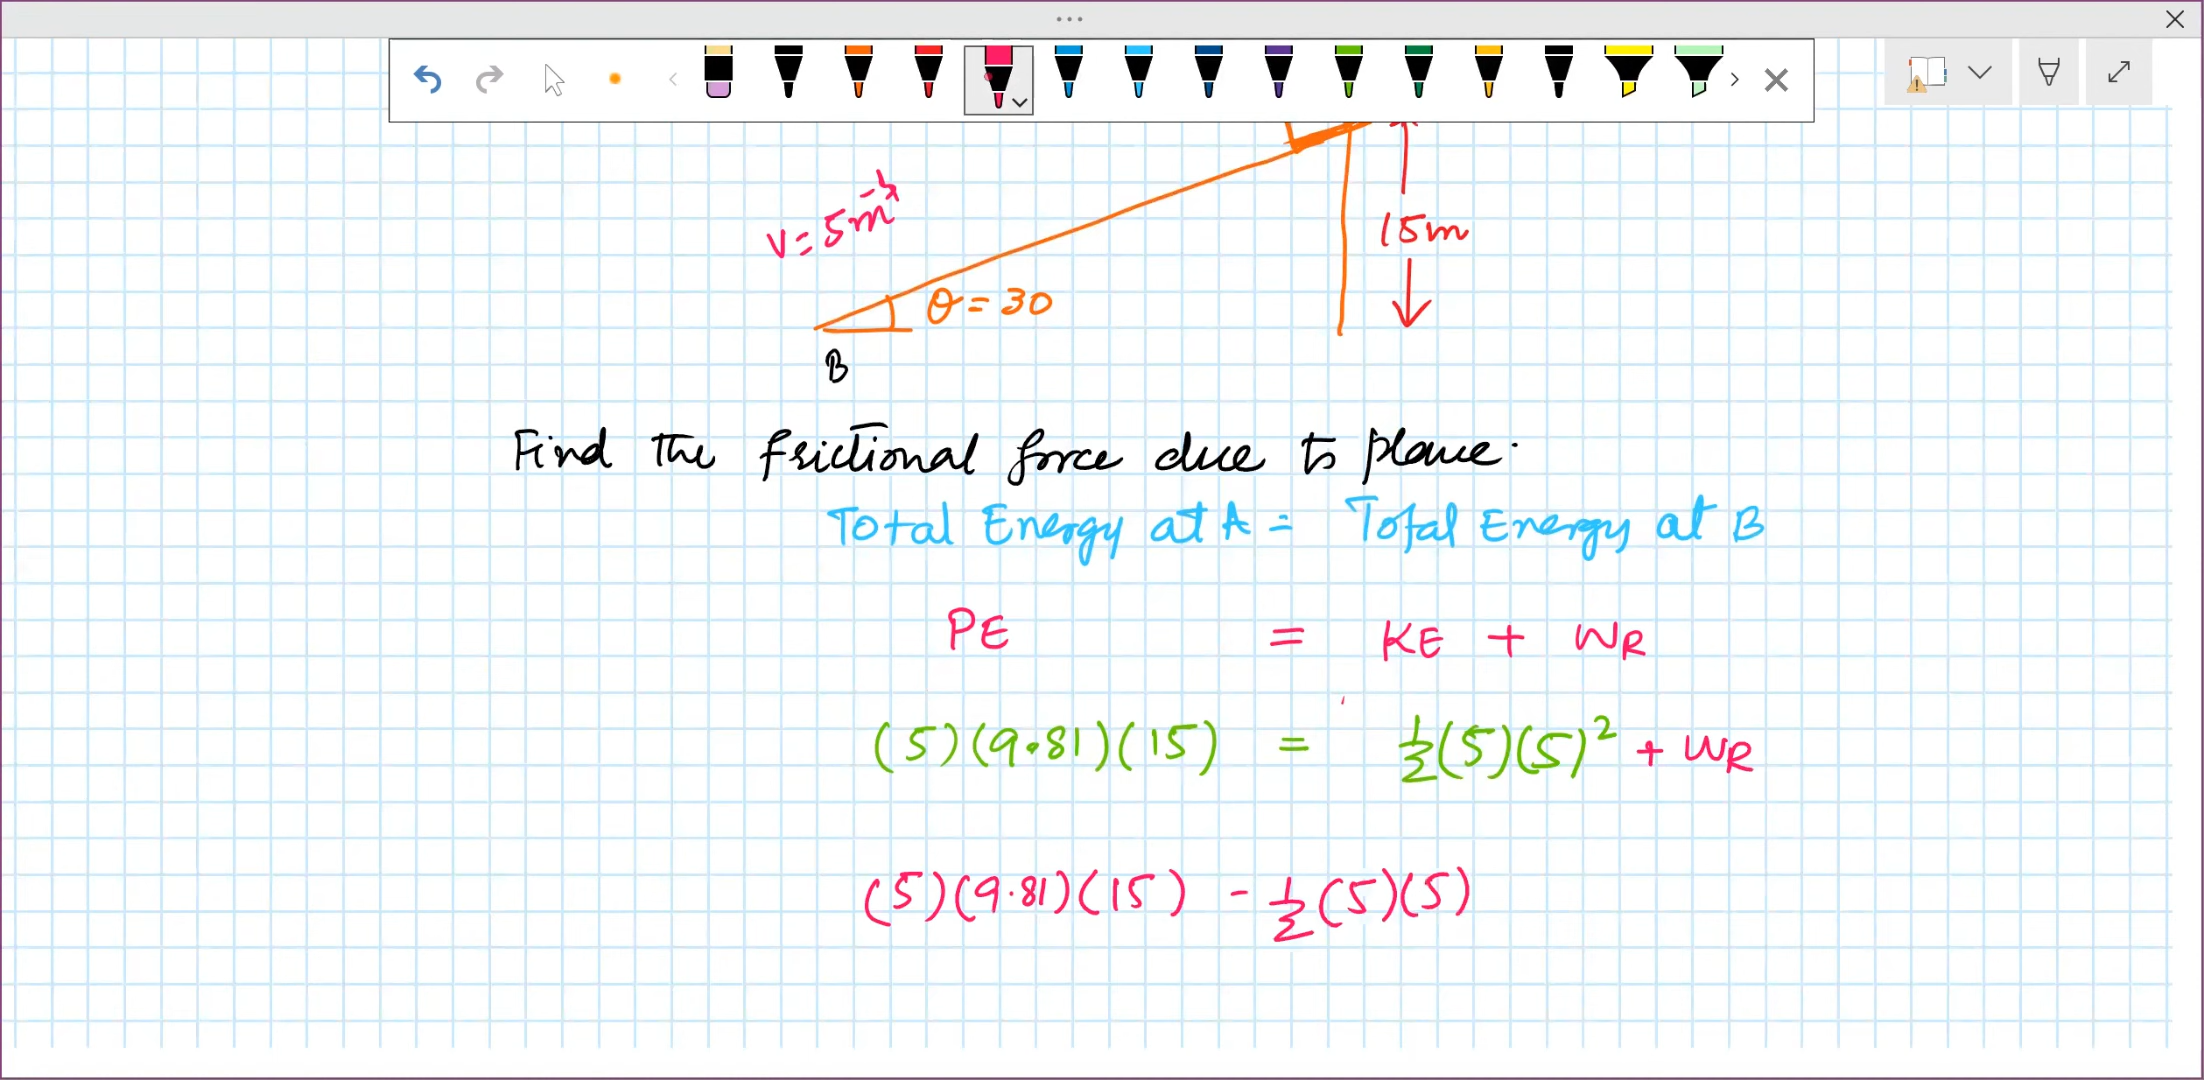 V = 5ms⁻¹
15m
θ = 30
B
Find the frictional force due to plane.
Total Energy at A = Total Energy at B
PE = KE + WR
(5)(9.81)(15) = 1/2(5)(5)² + WR
(5)(9.81)(15) - 1/2(5)(5)